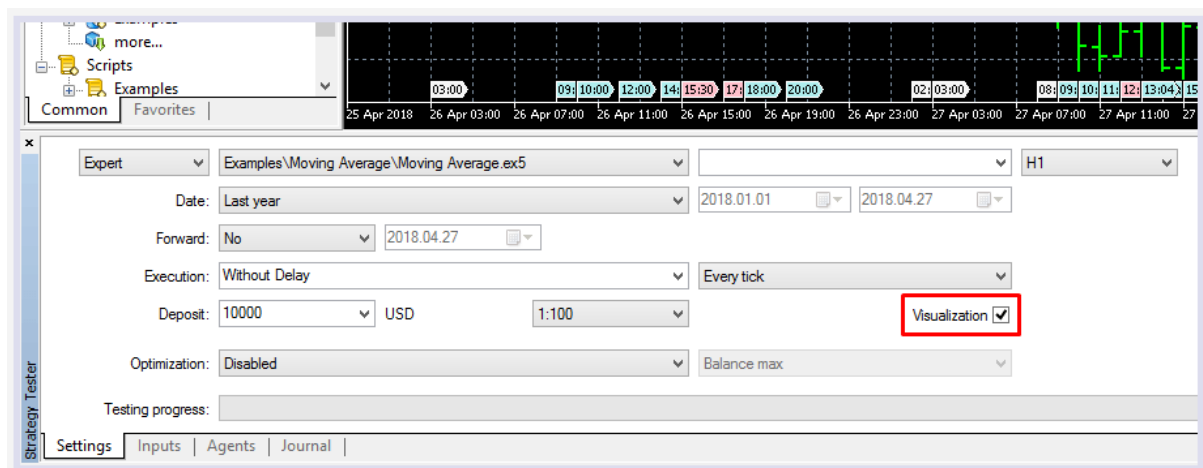 more...
Scripts
Examples
Common Favorites
03:00 09: 10:00 12:00 14: 15:30 17: 18:00 20:00 02: 03:00 08: 09: 10: 11: 12: 13:04 15
25 Apr 2018 26 Apr 03:00 26 Apr 07:00 26 Apr 11:00 26 Apr 15:00 26 Apr 19:00 26 Apr 23:00 27 Apr 03:00 27 Apr 07:00 27 Apr 11:00 27
Expert Examples\Moving Average\Moving Average.ex5 H1
Date: Last year 2018.01.01 2018.04.27
Forward: No 2018.04.27
Execution: Without Delay Every tick
Deposit: 10000 USD 1:100 Visualization
Optimization: Disabled Balance max
Testing progress:
Strategy Tester
Settings Inputs Agents Journal